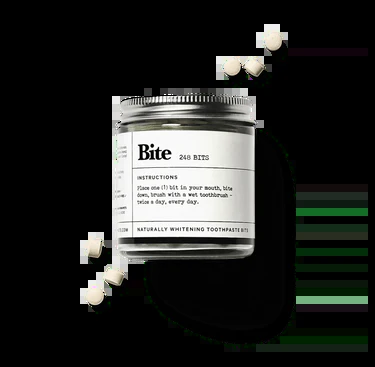 Bite 248 BITS
INSTRUCTIONS
Place one (1) bit in your mouth, bite
down, brush with a wet toothbrush –
twice a day, every day.
NATURALLY WHITENING TOOTHPASTE BITS